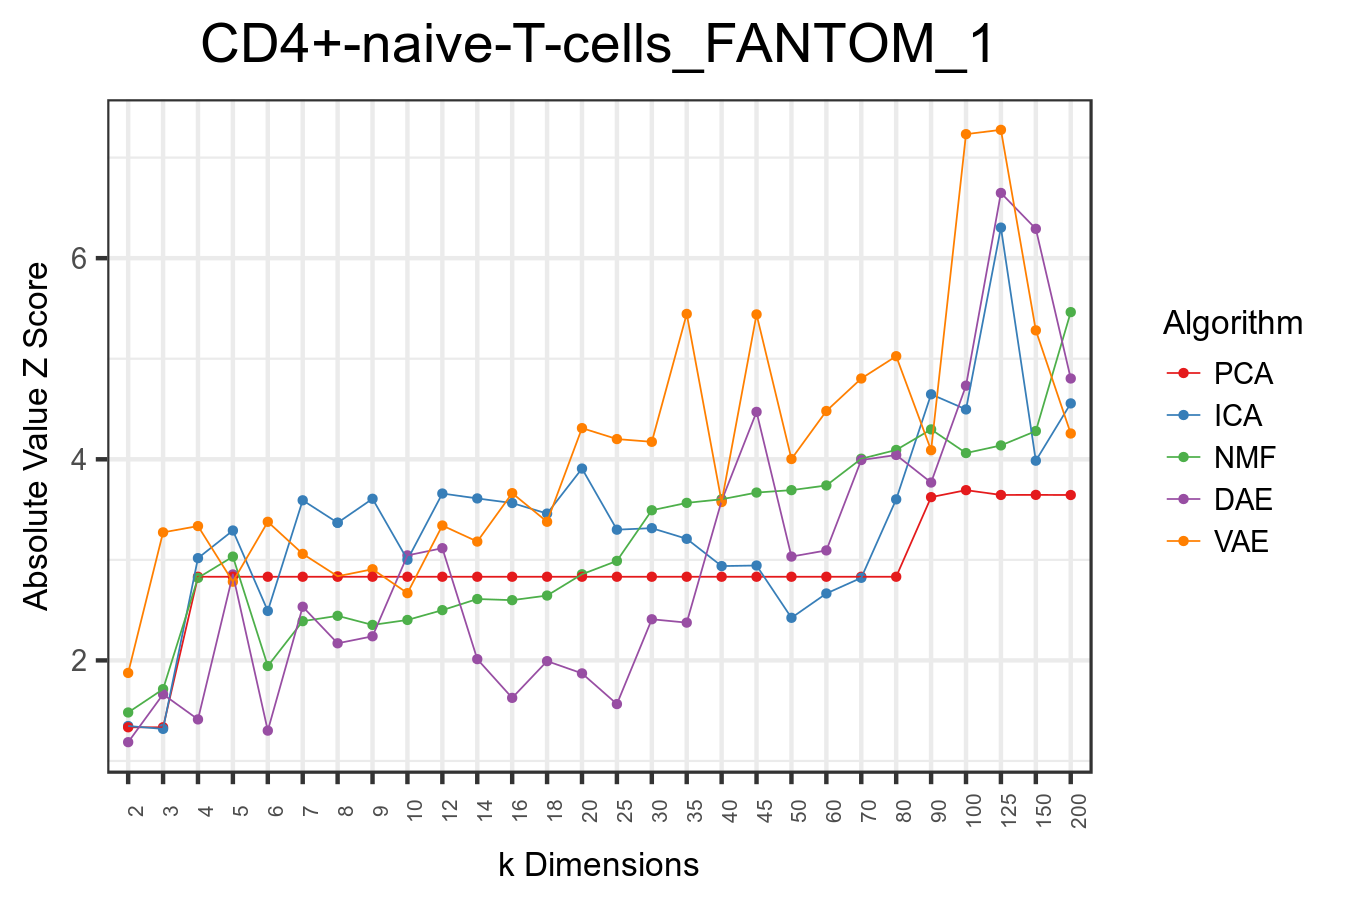 CD4+-naive-T-cells_FANTOM_1
Absolute Value Z Score
6
4
2
2 3 4 5 6 7 8 9 10 12 14 16 18 20 25 30 35 40 45 50 60 70 80 90 100 125 150 200
k Dimensions
Algorithm
PCA
ICA
NMF
DAE
VAE